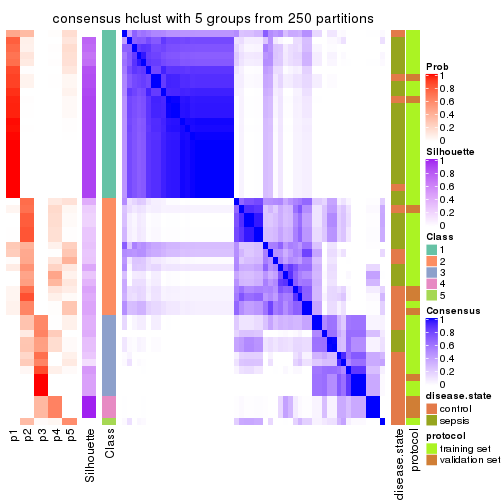 consensus hclust with 5 groups from 250 partitions
Prob
1
0.8
0.6
0.4
0.2
0
Silhouette
1
0.8
0.6
0.4
0.2
0
Class
1
2
3
4
5
Consensus
1
0.8
0.6
0.4
0.2
0
disease.state
control
sepsis
protocol
training set
validation set
p1
p2
p3
p4
p5
Silhouette
Class
disease.state
protocol